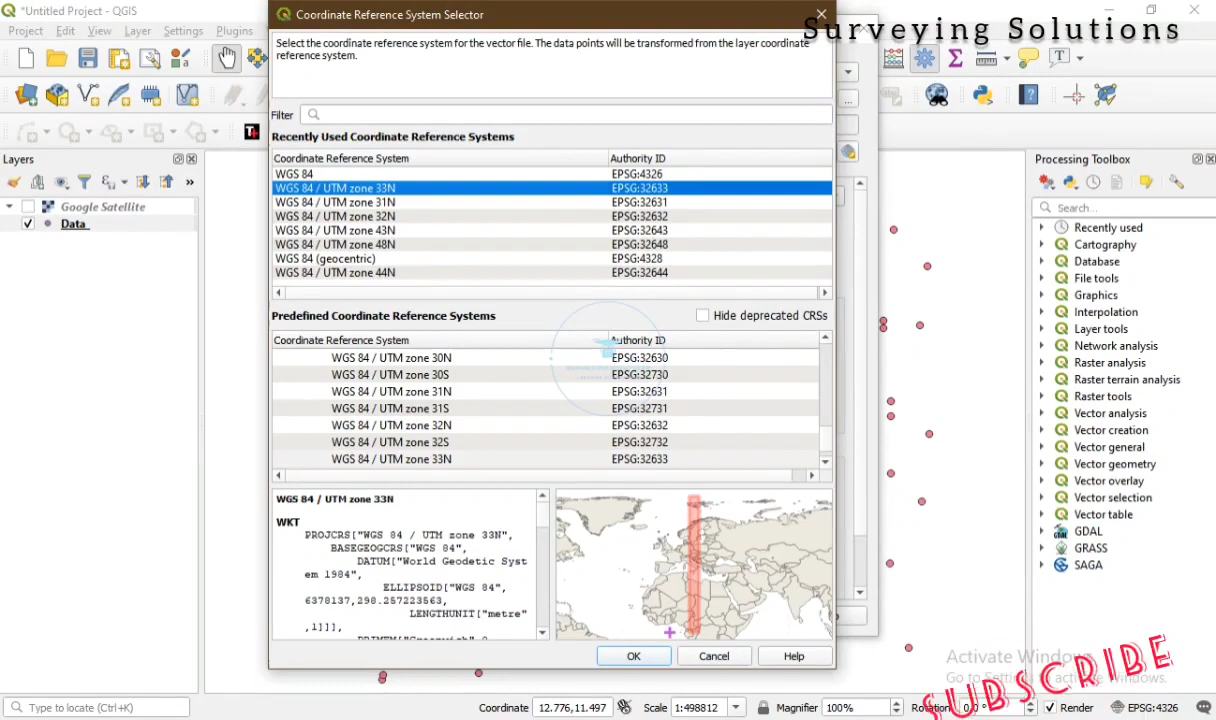 *Untitled Project - QGIS
Project Edit View Layer Settings Plugins
Surveying Solutions
Coordinate Reference System Selector
Select the coordinate reference system for the vector file. The data points will be transformed from the layer coordinate
reference system.
Filter
Recently Used Coordinate Reference Systems
Coordinate Reference System Authority ID
WGS 84 EPSG:4326
WGS 84 / UTM zone 33N EPSG:32633
WGS 84 / UTM zone 31N EPSG:32631
WGS 84 / UTM zone 32N EPSG:32632
WGS 84 / UTM zone 43N EPSG:32643
WGS 84 / UTM zone 48N EPSG:32648
WGS 84 (geocentric) EPSG:4328
WGS 84 / UTM zone 44N EPSG:32644
Predefined Coordinate Reference Systems Hide deprecated CRSs
Coordinate Reference System Authority ID
WGS 84 / UTM zone 30N EPSG:32630
WGS 84 / UTM zone 30S EPSG:32730
WGS 84 / UTM zone 31N EPSG:32631
WGS 84 / UTM zone 31S EPSG:32731
WGS 84 / UTM zone 32N EPSG:32632
WGS 84 / UTM zone 32S EPSG:32732
WGS 84 / UTM zone 33N EPSG:32633
WGS 84 / UTM zone 33N
WKT
PROJCRS["WGS 84 / UTM zone 33N",
BASEGEOGCRS["WGS 84",
DATUM["World Geodetic Syst
em 1984",
ELLIPSOID["WGS 84",
6378137,298.257223563,
LENGTHUNIT["metre"
,1]]],
OK Cancel Help
Layers
Google Satellite
Data
Processing Toolbox
Search...
Recently used
Cartography
Database
File tools
Graphics
Interpolation
Layer tools
Network analysis
Raster analysis
Raster terrain analysis
Raster tools
Vector analysis
Vector creation
Vector general
Vector geometry
Vector overlay
Vector selection
Vector table
GDAL
GRASS
SAGA
Activate Windows
Go to Settings to activate Windows.
SUBSCRIBE
Type to locate (Ctrl+K) Coordinate 12.776,11.497 Scale 1:498812 Magnifier 100% Rotation 0.0 ° Render EPSG:4326